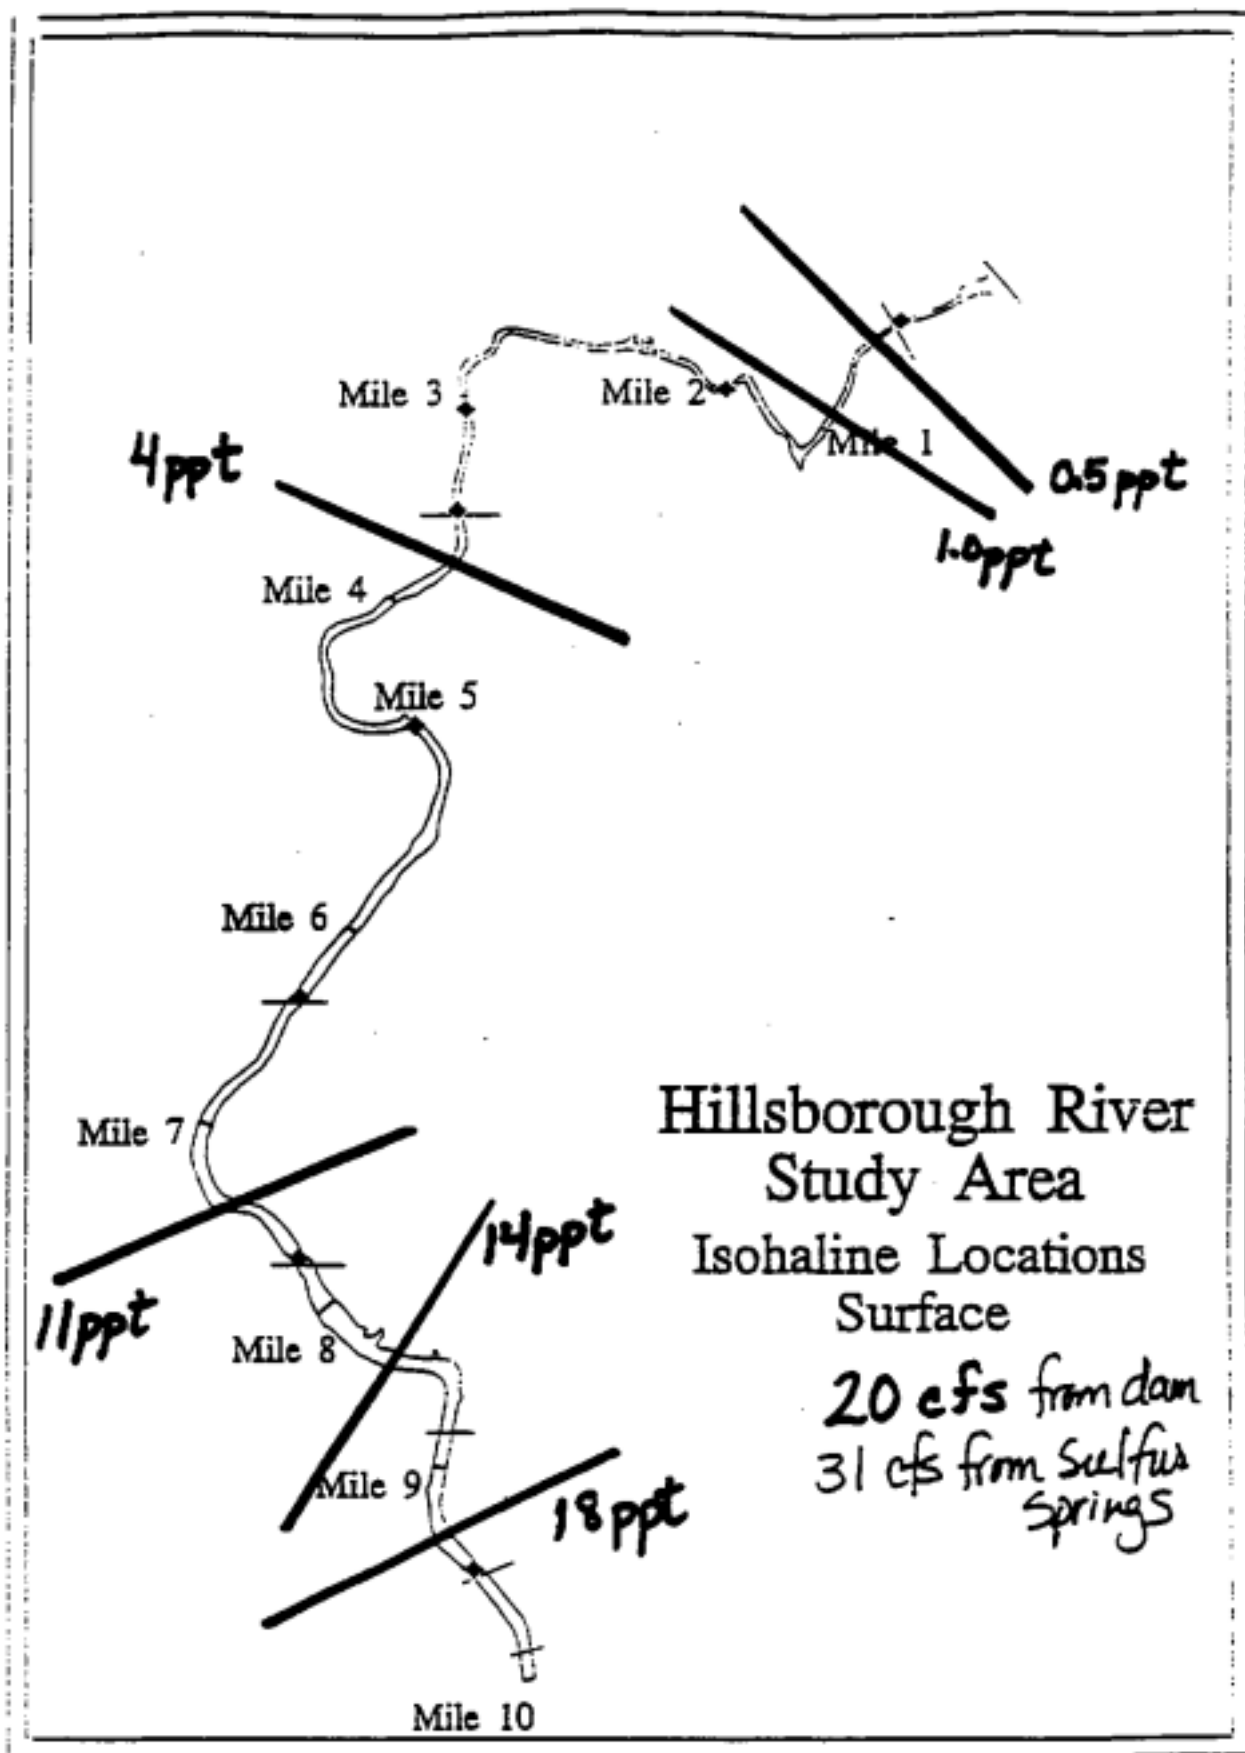 Mile 3
Mile 2
Mile 1
4ppt
0.5ppt
1.0ppt
Mile 4
Mile 5
Mile 6
Mile 7
Hillsborough River
Study Area
Isohaline Locations
Surface
14ppt
11ppt
Mile 8
20 cfs from dam
31 cfs from Sulfus
springs
Mile 9
18ppt
Mile 10